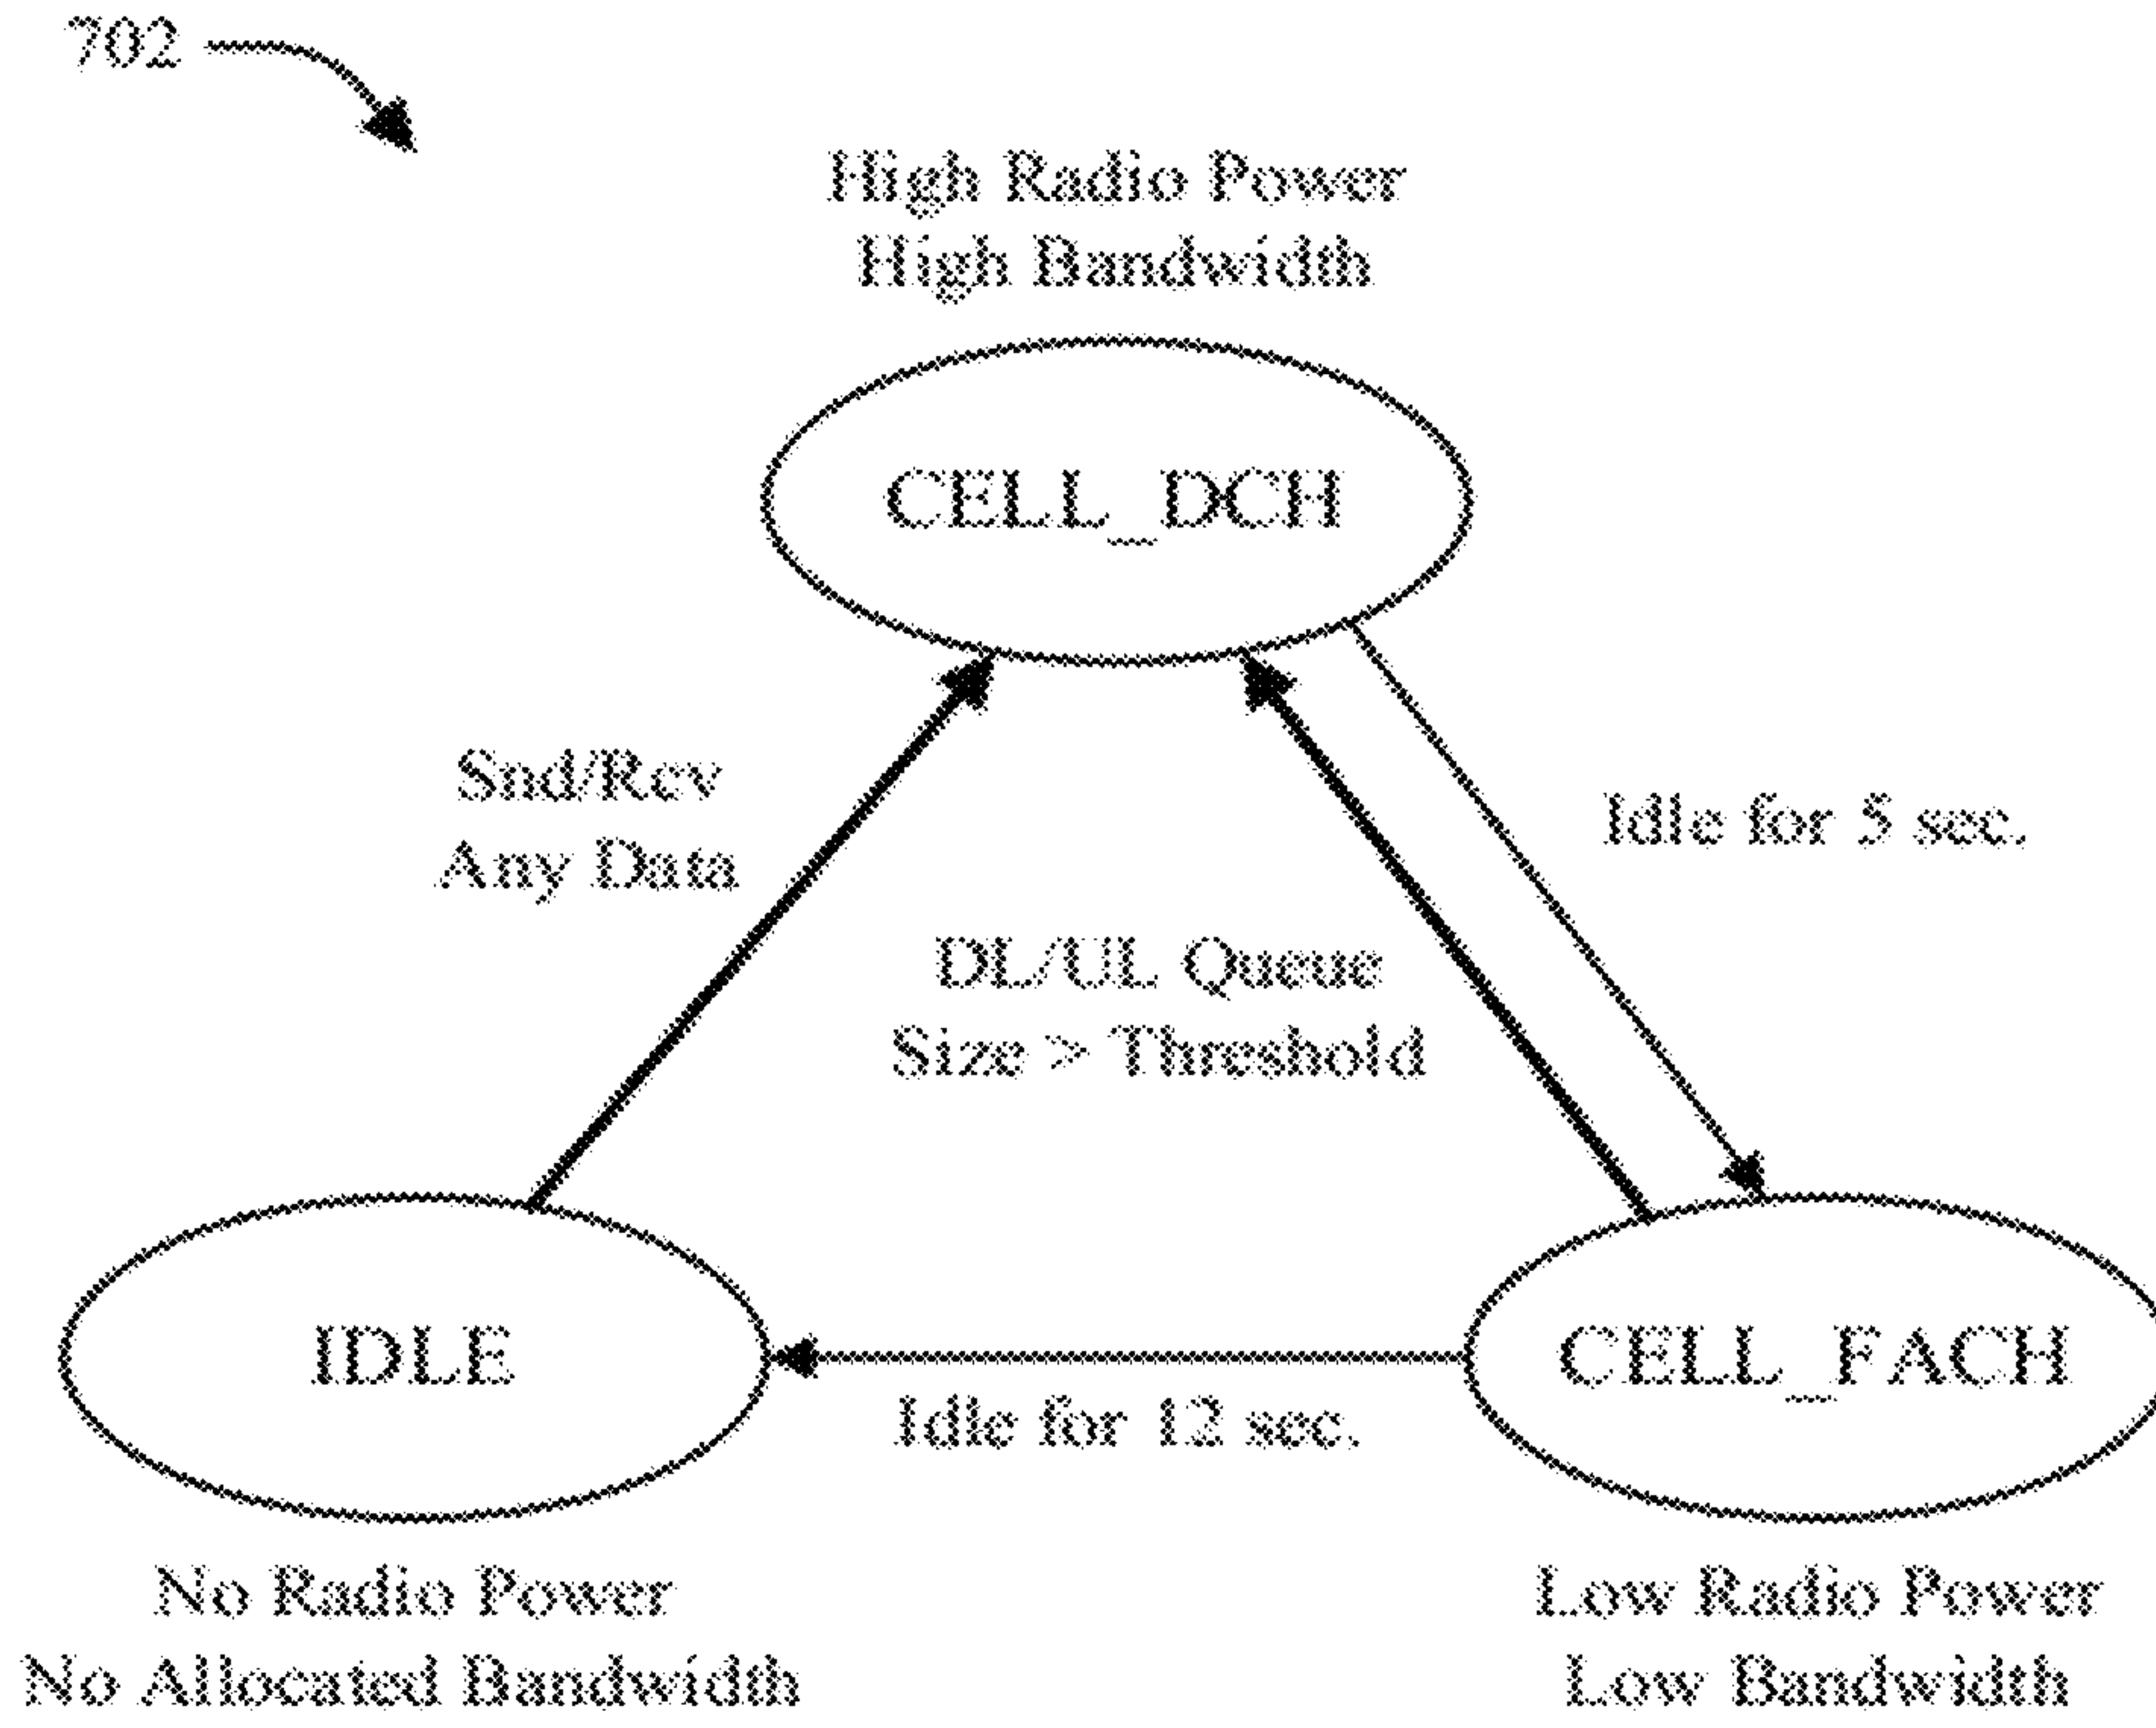 702
High Radio Power
High Bandwidth
CELL_DCH
Snd/Rcv
Any Data
Idle for 5 sec.
DL/UL Queue
Size > Threshold
IDLE
CELL_FACH
Idle for 12 sec.
No Radio Power
No Allocated Bandwidth
Low Radio Power
Low Bandwidth